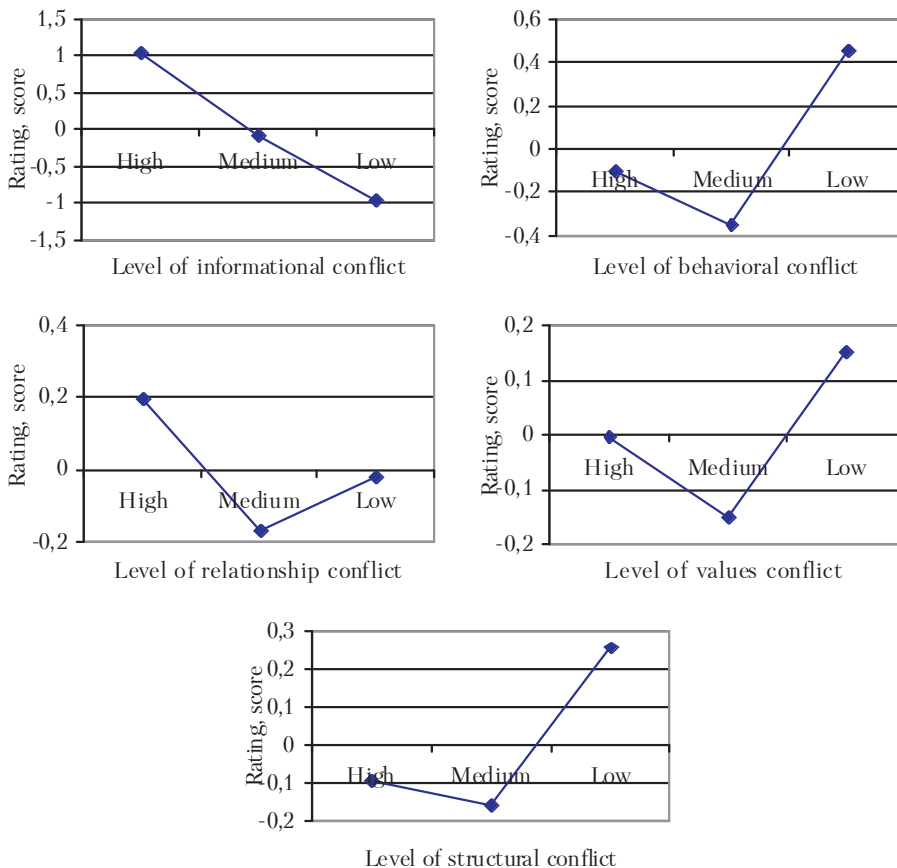 1,5
1
0,5
0
-0,5
-1
-1,5
Rating, score
High Medium Low
Level of informational conflict
0,6
0,4
0,2
0
-0,2
-0,4
Rating, score
High Medium Low
Level of behavioral conflict
0,4
0,2
0
-0,2
Rating, score
High Medium Low
Level of relationship conflict
0,2
0,1
0
-0,1
-0,2
Rating, score
High Medium Low
Level of values conflict
0,3
0,2
0,1
0
-0,1
-0,2
Rating, score
High Medium Low
Level of structural conflict